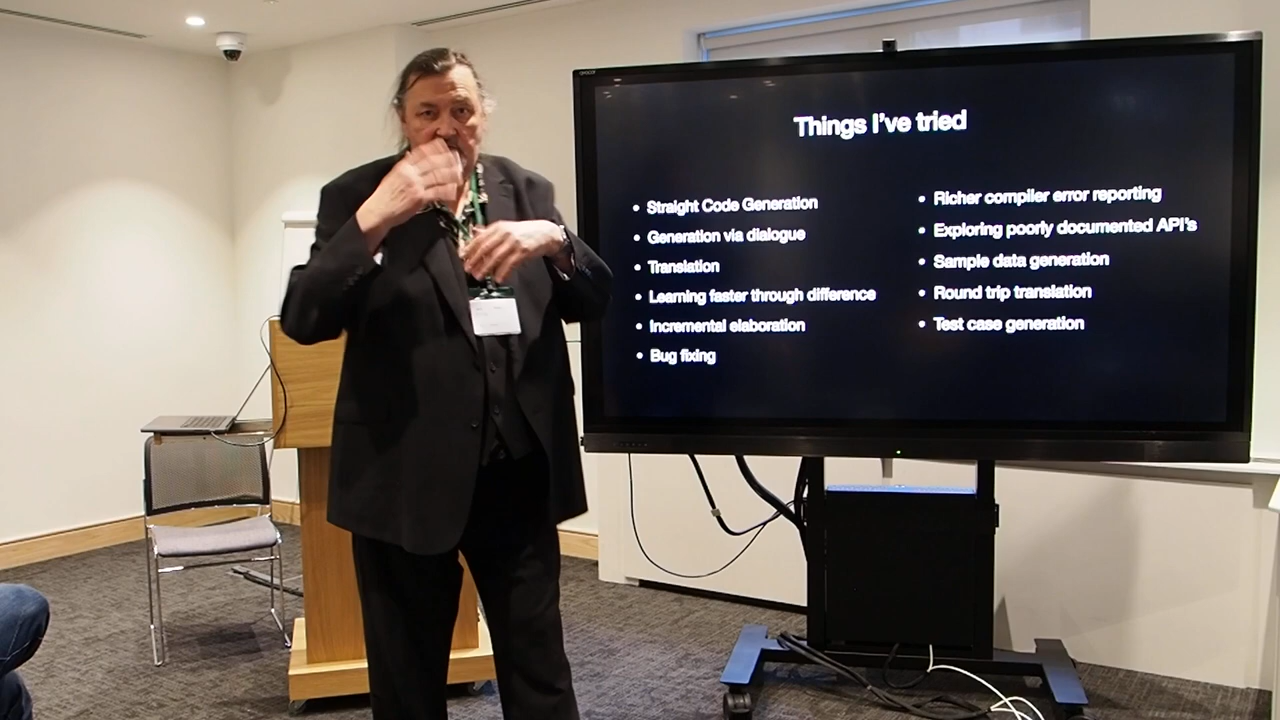 Things I've tried
• Straight Code Generation
• Generation via dialogue
• Translation
• Learning faster through difference
• Incremental elaboration
• Bug fixing
• Richer compiler error reporting
• Exploring poorly documented API's
• Sample data generation
• Round trip translation
• Test case generation